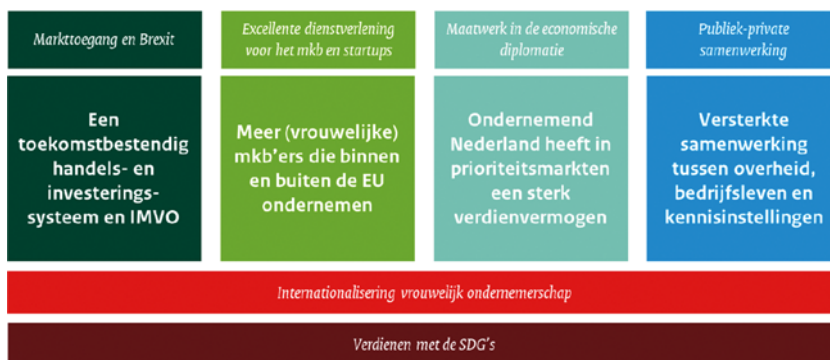 Markttoegang en Brexit
Excellente dienstverlening
voor het mkb en startups
Maatwerk in de economische
diplomatie
Publiek-private
samenwerking
Een
toekomstbestendig
handels- en
investerings-
systeem en IMVO
Meer (vrouwelijke)
mkb'ers die binnen
en buiten de EU
ondernemen
Ondernemend
Nederland heeft in
prioriteitsmarkten
een sterk
verdienvermogen
Versterkte
samenwerking
tussen overheid,
bedrijfsleven en
kennisinstellingen
Internationalisering vrouwelijk ondernemerschap
Verdienen met de SDG's